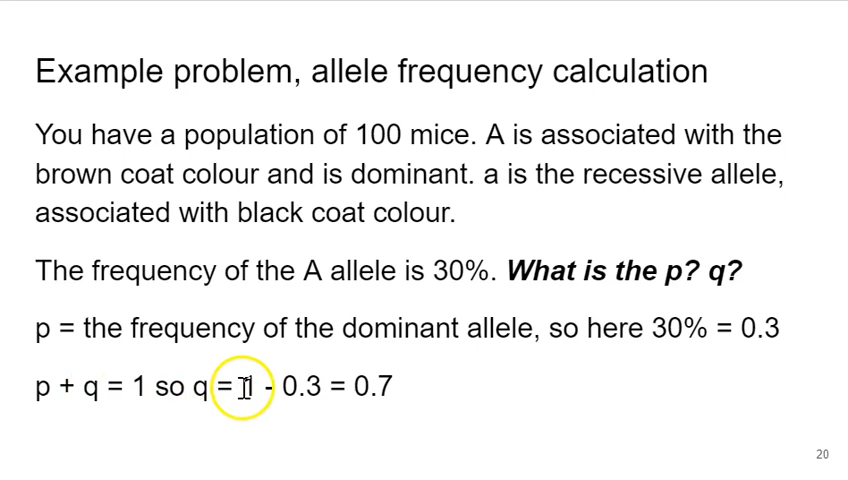 Example problem, allele frequency calculation
You have a population of 100 mice. A is associated with the
brown coat colour and is dominant. a is the recessive allele,
associated with black coat colour.
The frequency of the A allele is 30%. What is the p? q?
p = the frequency of the dominant allele, so here 30% = 0.3
p + q = 1 so q = 1 - 0.3 = 0.7
20